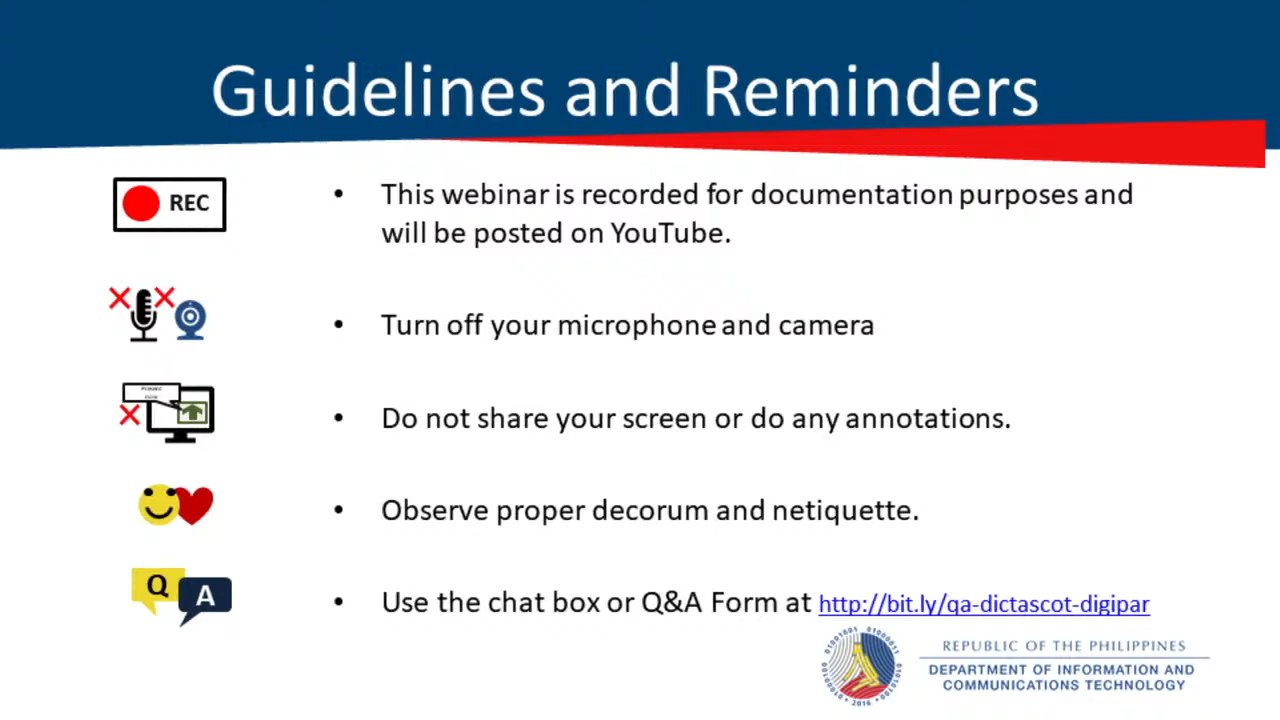 Guidelines and Reminders
REC
• This webinar is recorded for documentation purposes and
will be posted on YouTube.
• Turn off your microphone and camera
• Do not share your screen or do any annotations.
• Observe proper decorum and netiquette.
Q A
• Use the chat box or Q&A Form at http://bit.ly/qa-dictascot-digipar
REPUBLIC OF THE PHILIPPINES
DEPARTMENT OF INFORMATION AND
COMMUNICATIONS TECHNOLOGY
2016